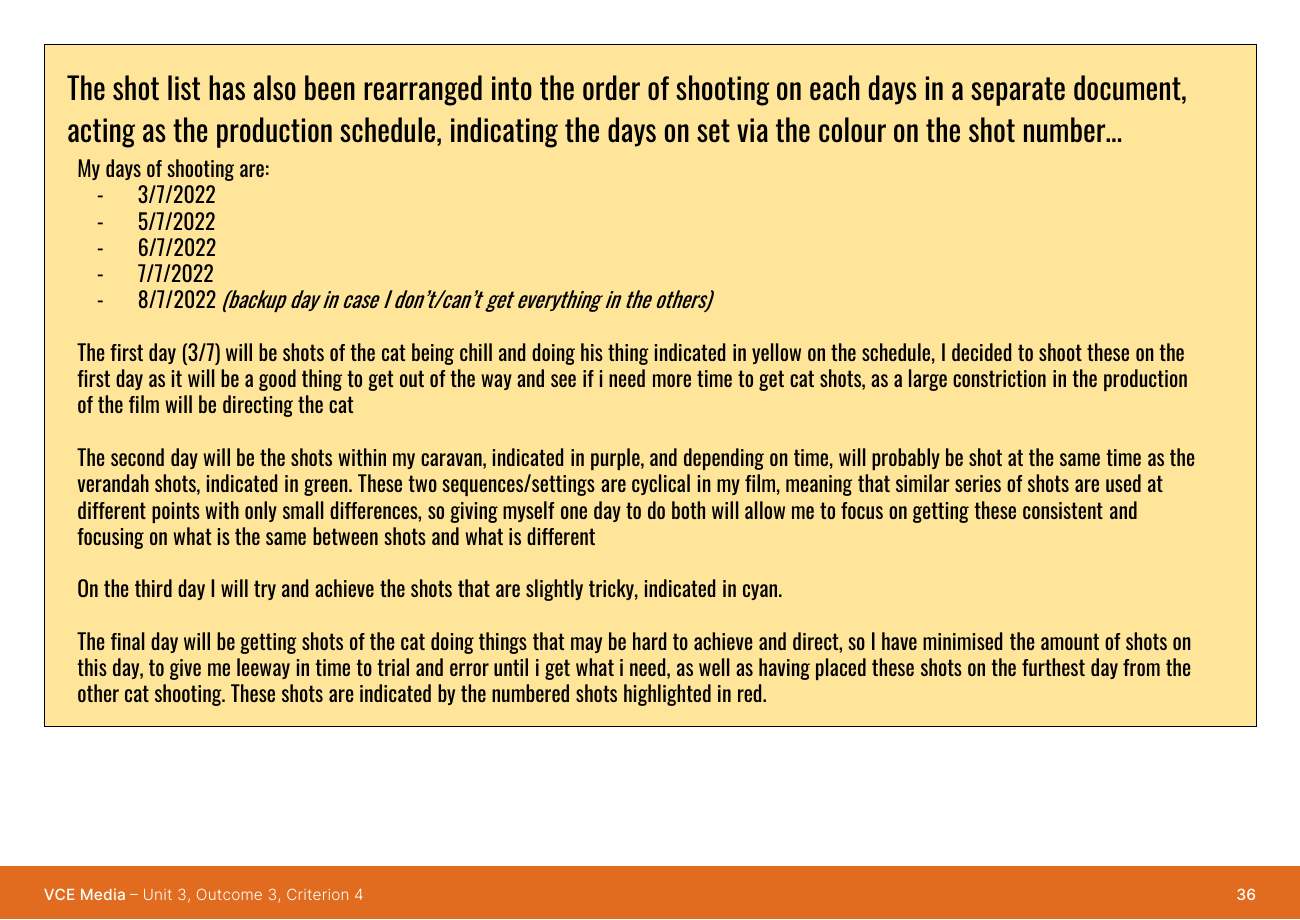 The shot list has also been rearranged into the order of shooting on each days in a separate document,
acting as the production schedule, indicating the days on set via the colour on the shot number...
My days of shooting are:
- 3/7/2022
- 5/7/2022
- 6/7/2022
- 7/7/2022
- 8/7/2022 (backup day in case I don't/can't get everything in the others)
The first day (3/7) will be shots of the cat being chill and doing his thing indicated in yellow on the schedule, I decided to shoot these on the
first day as it will be a good thing to get out of the way and see if i need more time to get cat shots, as a large constriction in the production
of the film will be directing the cat
The second day will be the shots within my caravan, indicated in purple, and depending on time, will probably be shot at the same time as the
verandah shots, indicated in green. These two sequences/settings are cyclical in my film, meaning that similar series of shots are used at
different points with only small differences, so giving myself one day to do both will allow me to focus on getting these consistent and
focusing on what is the same between shots and what is different
On the third day I will try and achieve the shots that are slightly tricky, indicated in cyan.
The final day will be getting shots of the cat doing things that may be hard to achieve and direct, so I have minimised the amount of shots on
this day, to give me leeway in time to trial and error until i get what i need, as well as having placed these shots on the furthest day from the
other cat shooting. These shots are indicated by the numbered shots highlighted in red.
VCE Media – Unit 3, Outcome 3, Criterion 4
36